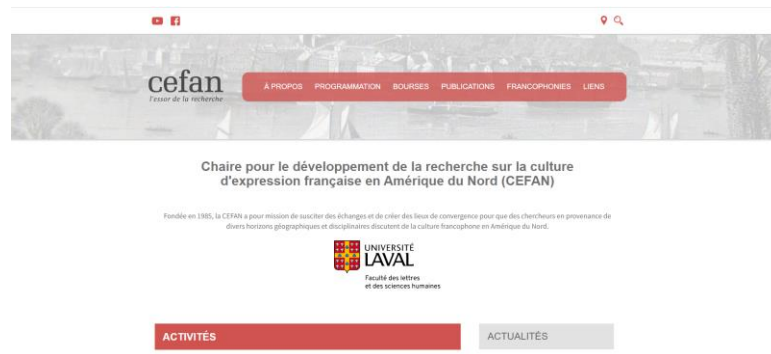 cefan
l'essor de la recherche
À PROPOS PROGRAMMATION BOURSES PUBLICATIONS FRANCOPHONIES LIENS
Chaire pour le développement de la recherche sur la culture
d'expression française en Amérique du Nord (CEFAN)
Fondée en 1985, la CEFAN a pour mission de susciter des échanges et de créer des lieux de convergence pour que des chercheurs en provenance de
divers horizons géographiques et disciplinaires discutent de la culture francophone en Amérique du Nord.
UNIVERSITÉ
LAVAL
Faculté des lettres
et des sciences humaines
ACTIVITÉS
ACTUALITÉS